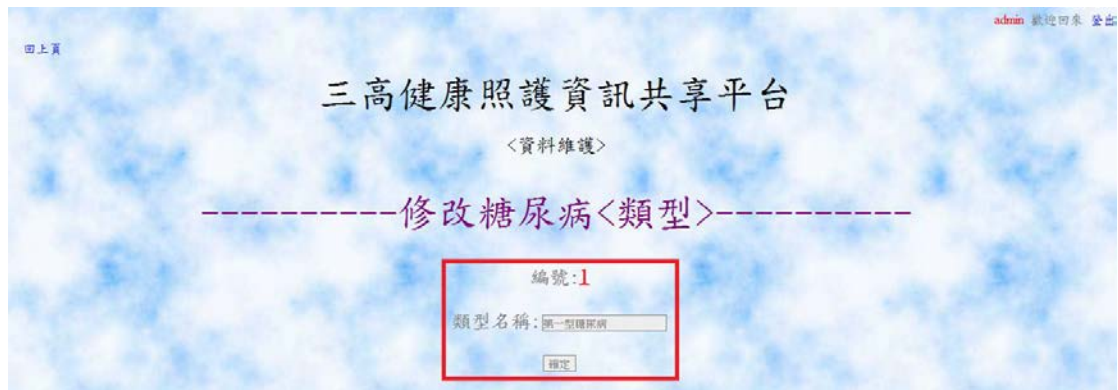 admin 歡迎回來 登出
回上頁
三高健康照護資訊共享平台
<資料維護>
----------修改糖尿病<類型>----------
編號:1
類型名稱:第一型糖尿病
確定